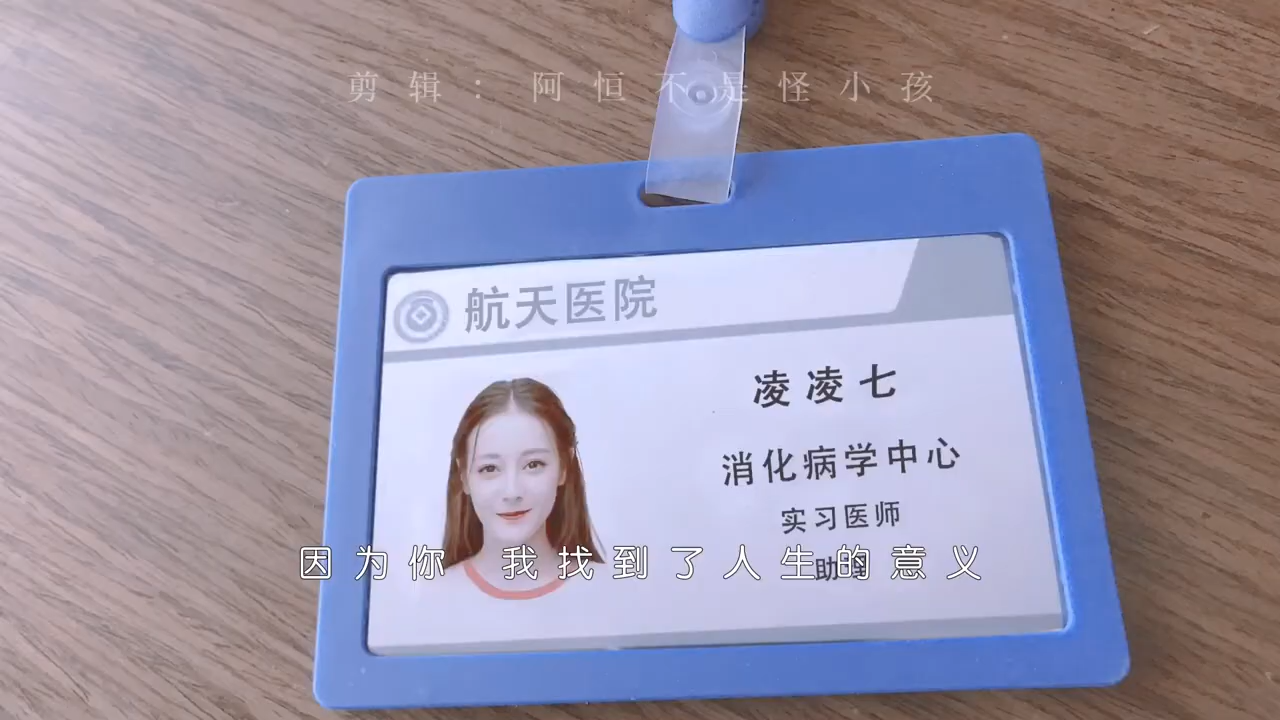 剪辑：阿恒不是怪小孩
航天医院
凌凌七
消化病学中心
实习医师
因为你 我找到了人生的意义
助理